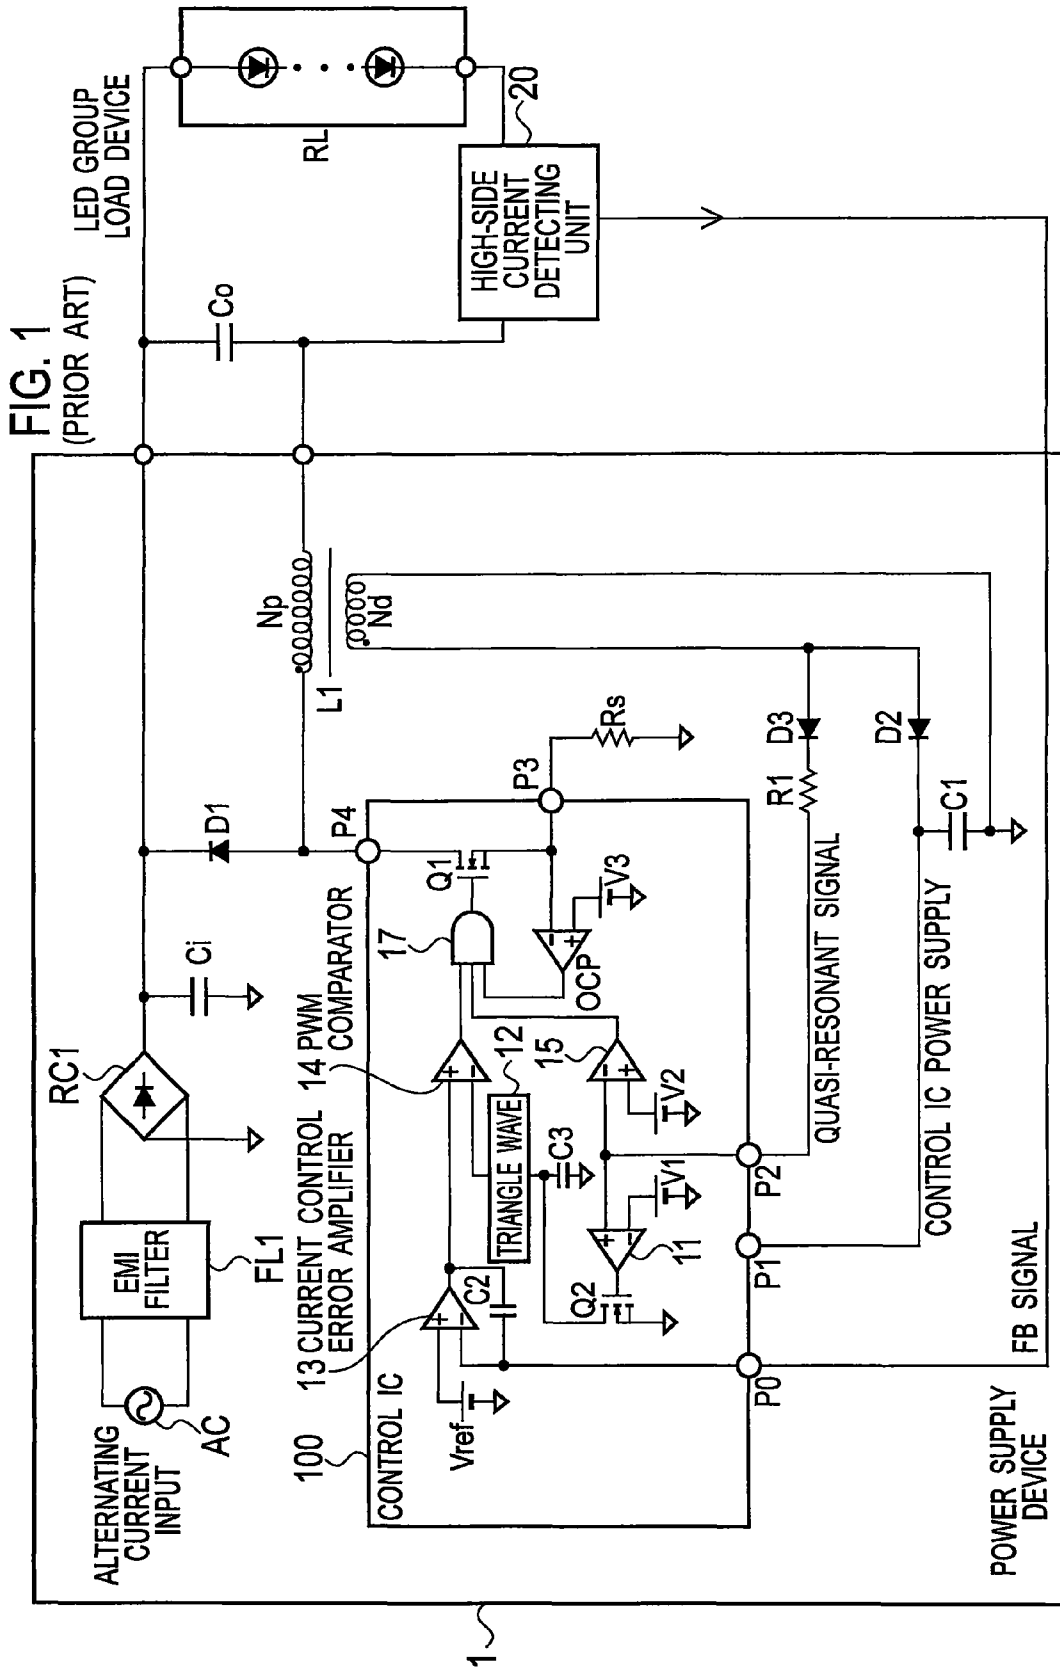 FIG. 1
(PRIOR ART)
1
ALTERNATING
CURRENT
INPUT
AC
EMI
FILTER
FL1
RC1
Ci
D1
Np
L1
Nd
Co
LED GROUP
LOAD DEVICE
RL
20
HIGH-SIDE
CURRENT
DETECTING
UNIT
100
CONTROL IC
13 CURRENT CONTROL
ERROR AMPLIFIER
14 PWM
COMPARATOR
17
Q1
P4
P3
Rs
Vref
+
−
C2
+
−
12
TRIANGLE WAVE
C3
15
−
+
V2
OCP
−
+
V3
Q2
11
+
−
V1
P0
P1
P2
R1
D3
D2
C1
QUASI-RESONANT SIGNAL
CONTROL IC POWER SUPPLY
FB SIGNAL
POWER SUPPLY
DEVICE